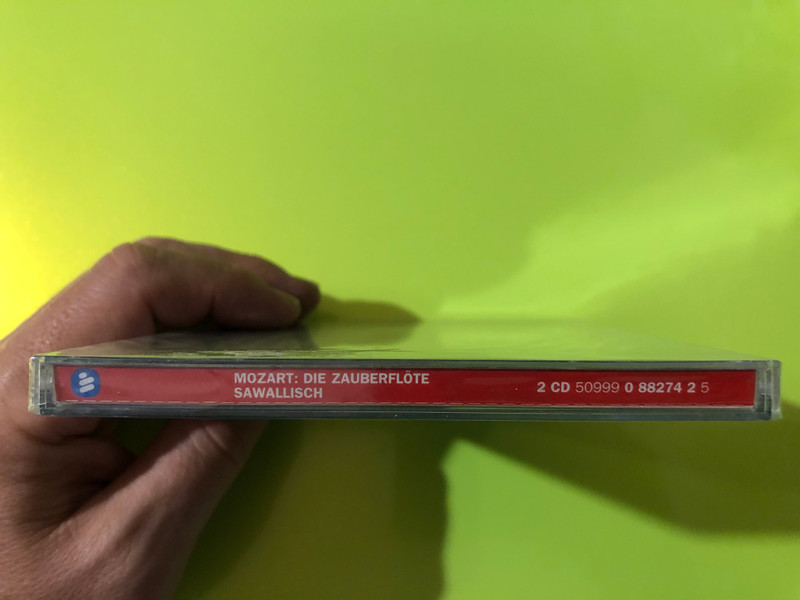 MOZART: DIE ZAUBERFLÖTE
SAWALLISCH
2 CD 50999 0 88274 2 5